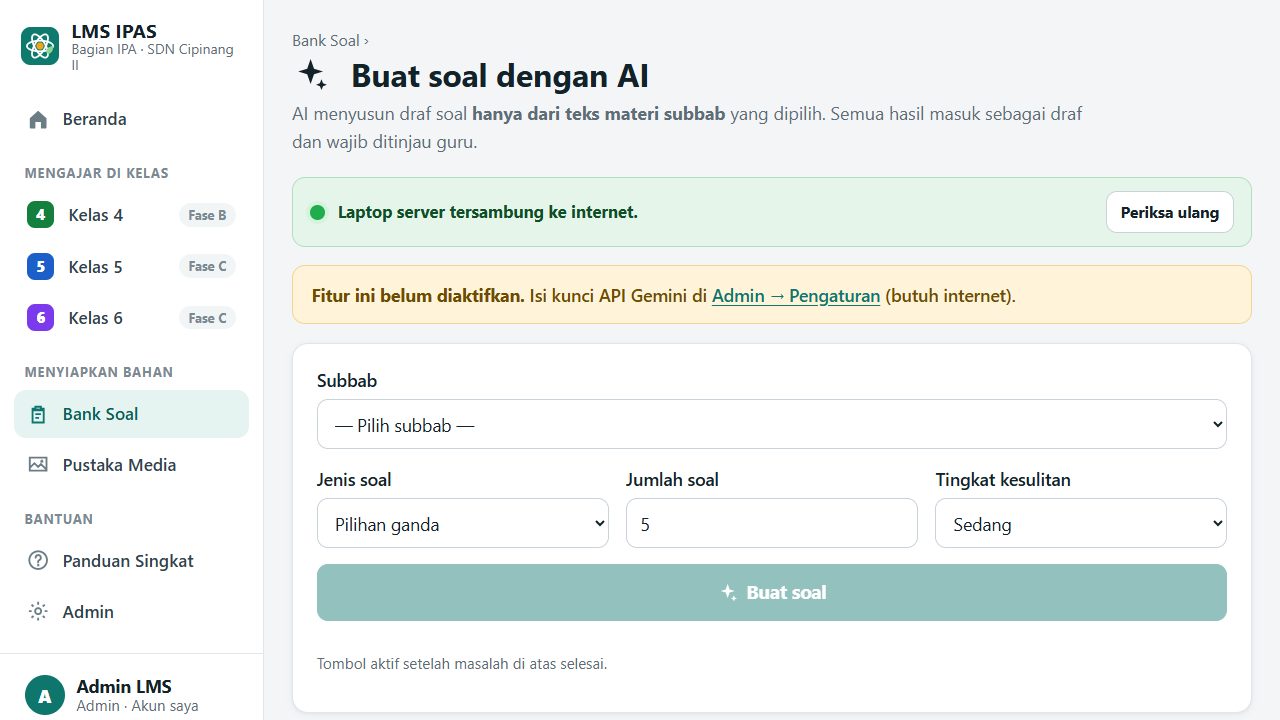 LMS IPAS
Bagian IPA · SDN Cipinang
II
Beranda
MENGAJAR DI KELAS
4 Kelas 4 Fase B
5 Kelas 5 Fase C
6 Kelas 6 Fase C
MENYIAPKAN BAHAN
Bank Soal
Pustaka Media
BANTUAN
Panduan Singkat
Admin
A
Admin LMS
Admin · Akun saya
Bank Soal ›
Buat soal dengan AI
AI menyusun draf soal hanya dari teks materi subbab yang dipilih. Semua hasil masuk sebagai draf
dan wajib ditinjau guru.
Laptop server tersambung ke internet.
Periksa ulang
Fitur ini belum diaktifkan. Isi kunci API Gemini di Admin → Pengaturan (butuh internet).
Subbab
— Pilih subbab —
Jenis soal Jumlah soal Tingkat kesulitan
Pilihan ganda 5 Sedang
Buat soal
Tombol aktif setelah masalah di atas selesai.